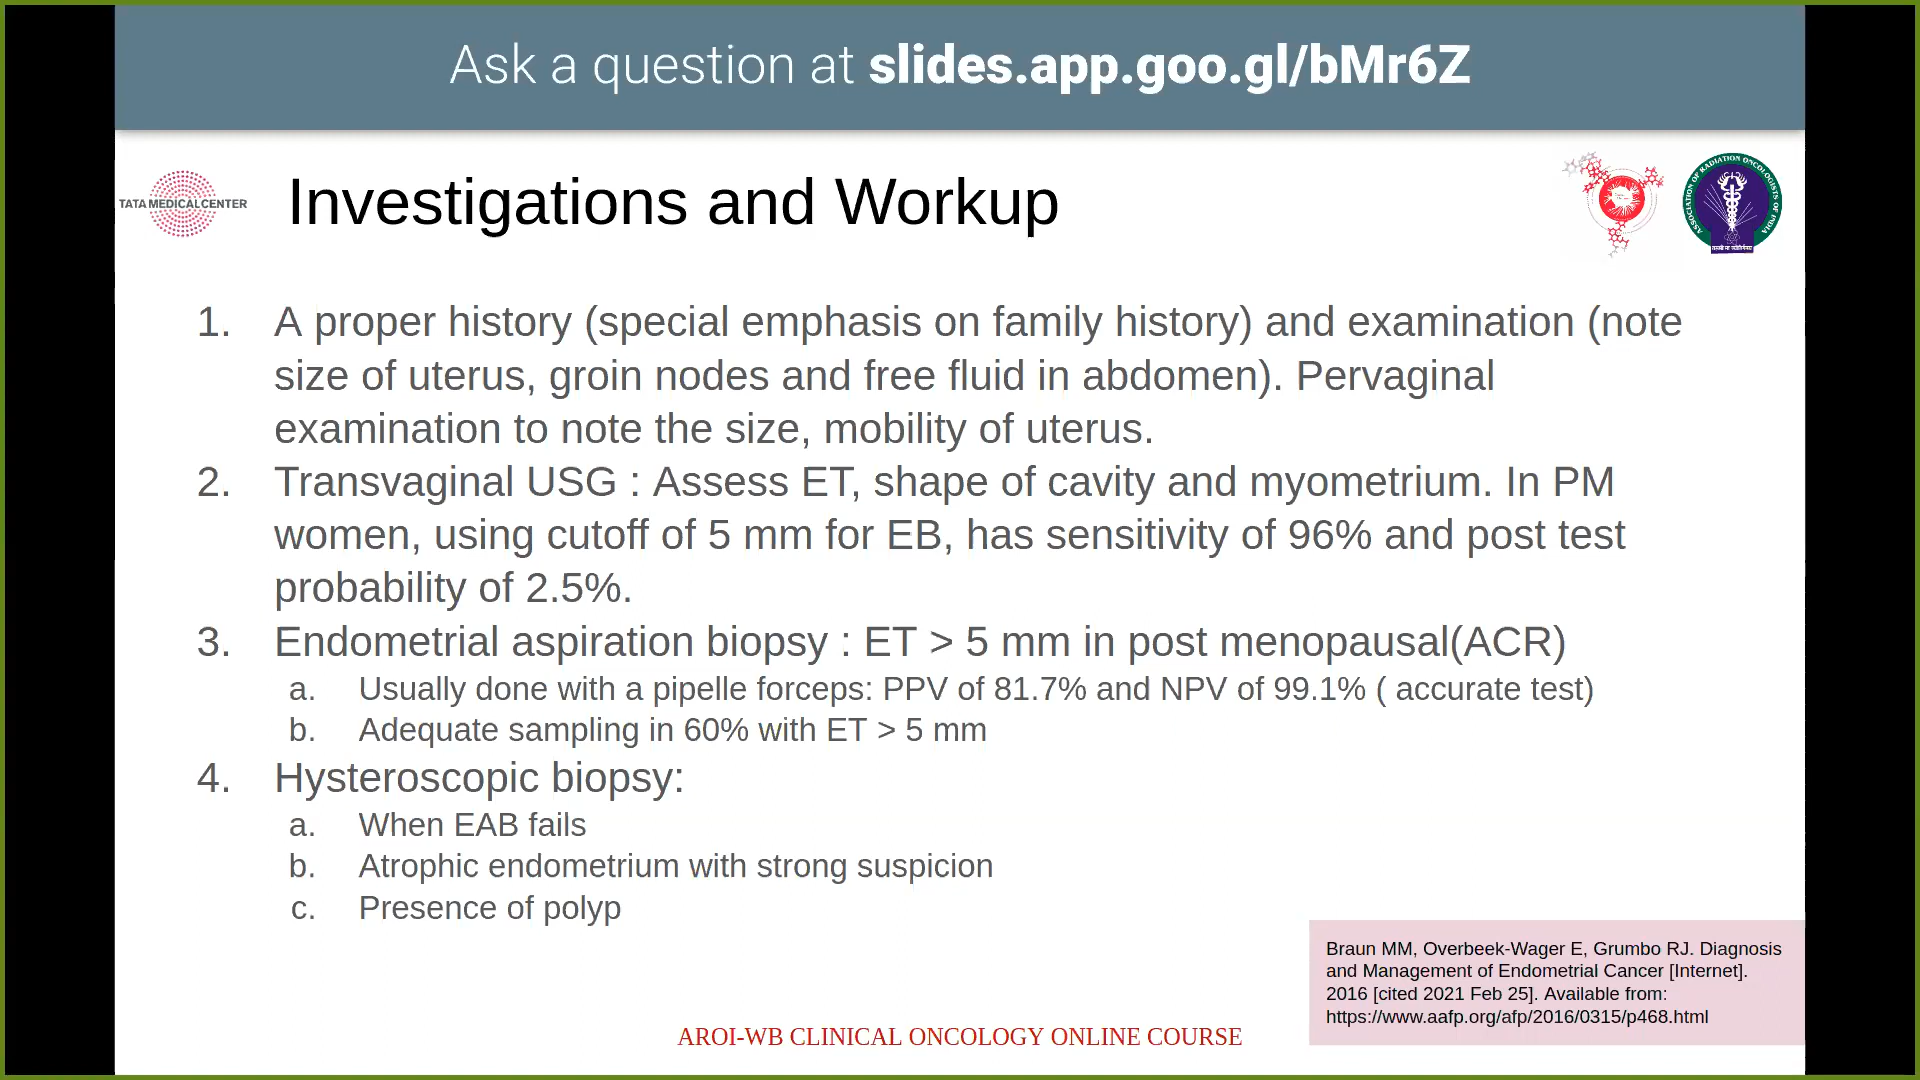 Ask a question at slides.app.goo.gl/bMr6Z
TATA MEDICAL CENTER
Investigations and Workup
ASSOCIATION OF RADIATION ONCOLOGISTS OF INDIA
1. A proper history (special emphasis on family history) and examination (note
size of uterus, groin nodes and free fluid in abdomen). Pervaginal
examination to note the size, mobility of uterus.
2. Transvaginal USG : Assess ET, shape of cavity and myometrium. In PM
women, using cutoff of 5 mm for EB, has sensitivity of 96% and post test
probability of 2.5%.
3. Endometrial aspiration biopsy : ET > 5 mm in post menopausal(ACR)
a. Usually done with a pipelle forceps: PPV of 81.7% and NPV of 99.1% ( accurate test)
b. Adequate sampling in 60% with ET > 5 mm
4. Hysteroscopic biopsy:
a. When EAB fails
b. Atrophic endometrium with strong suspicion
c. Presence of polyp
Braun MM, Overbeek-Wager E, Grumbo RJ. Diagnosis
and Management of Endometrial Cancer [Internet].
2016 [cited 2021 Feb 25]. Available from:
https://www.aafp.org/afp/2016/0315/p468.html
AROI-WB CLINICAL ONCOLOGY ONLINE COURSE